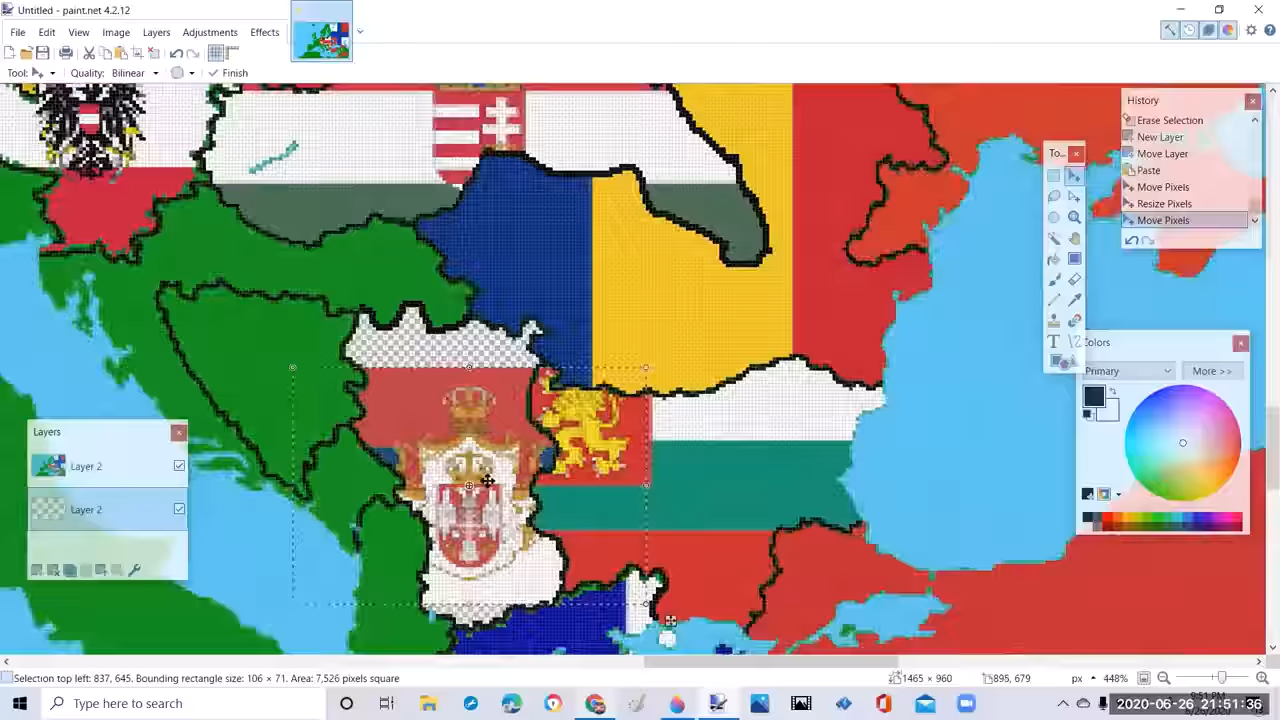 Untitled - paint.net 4.2.12
File Edit View Image Layers Adjustments Effects
Tool: Quality: Bilinear Finish
History
Erase Selection
New Layer
Move Layer
Paste
Move Pixels
Resize Pixels
Move Pixels
To...
Colors
Primary More >>
Layers
Layer 2
Layer 2
Selection top left: 837, 645. Bounding rectangle size: 106 × 71. Area: 7,526 pixels square
1465 × 960
895, 679
px 448%
Type here to search
2020-06-26 21:51:36